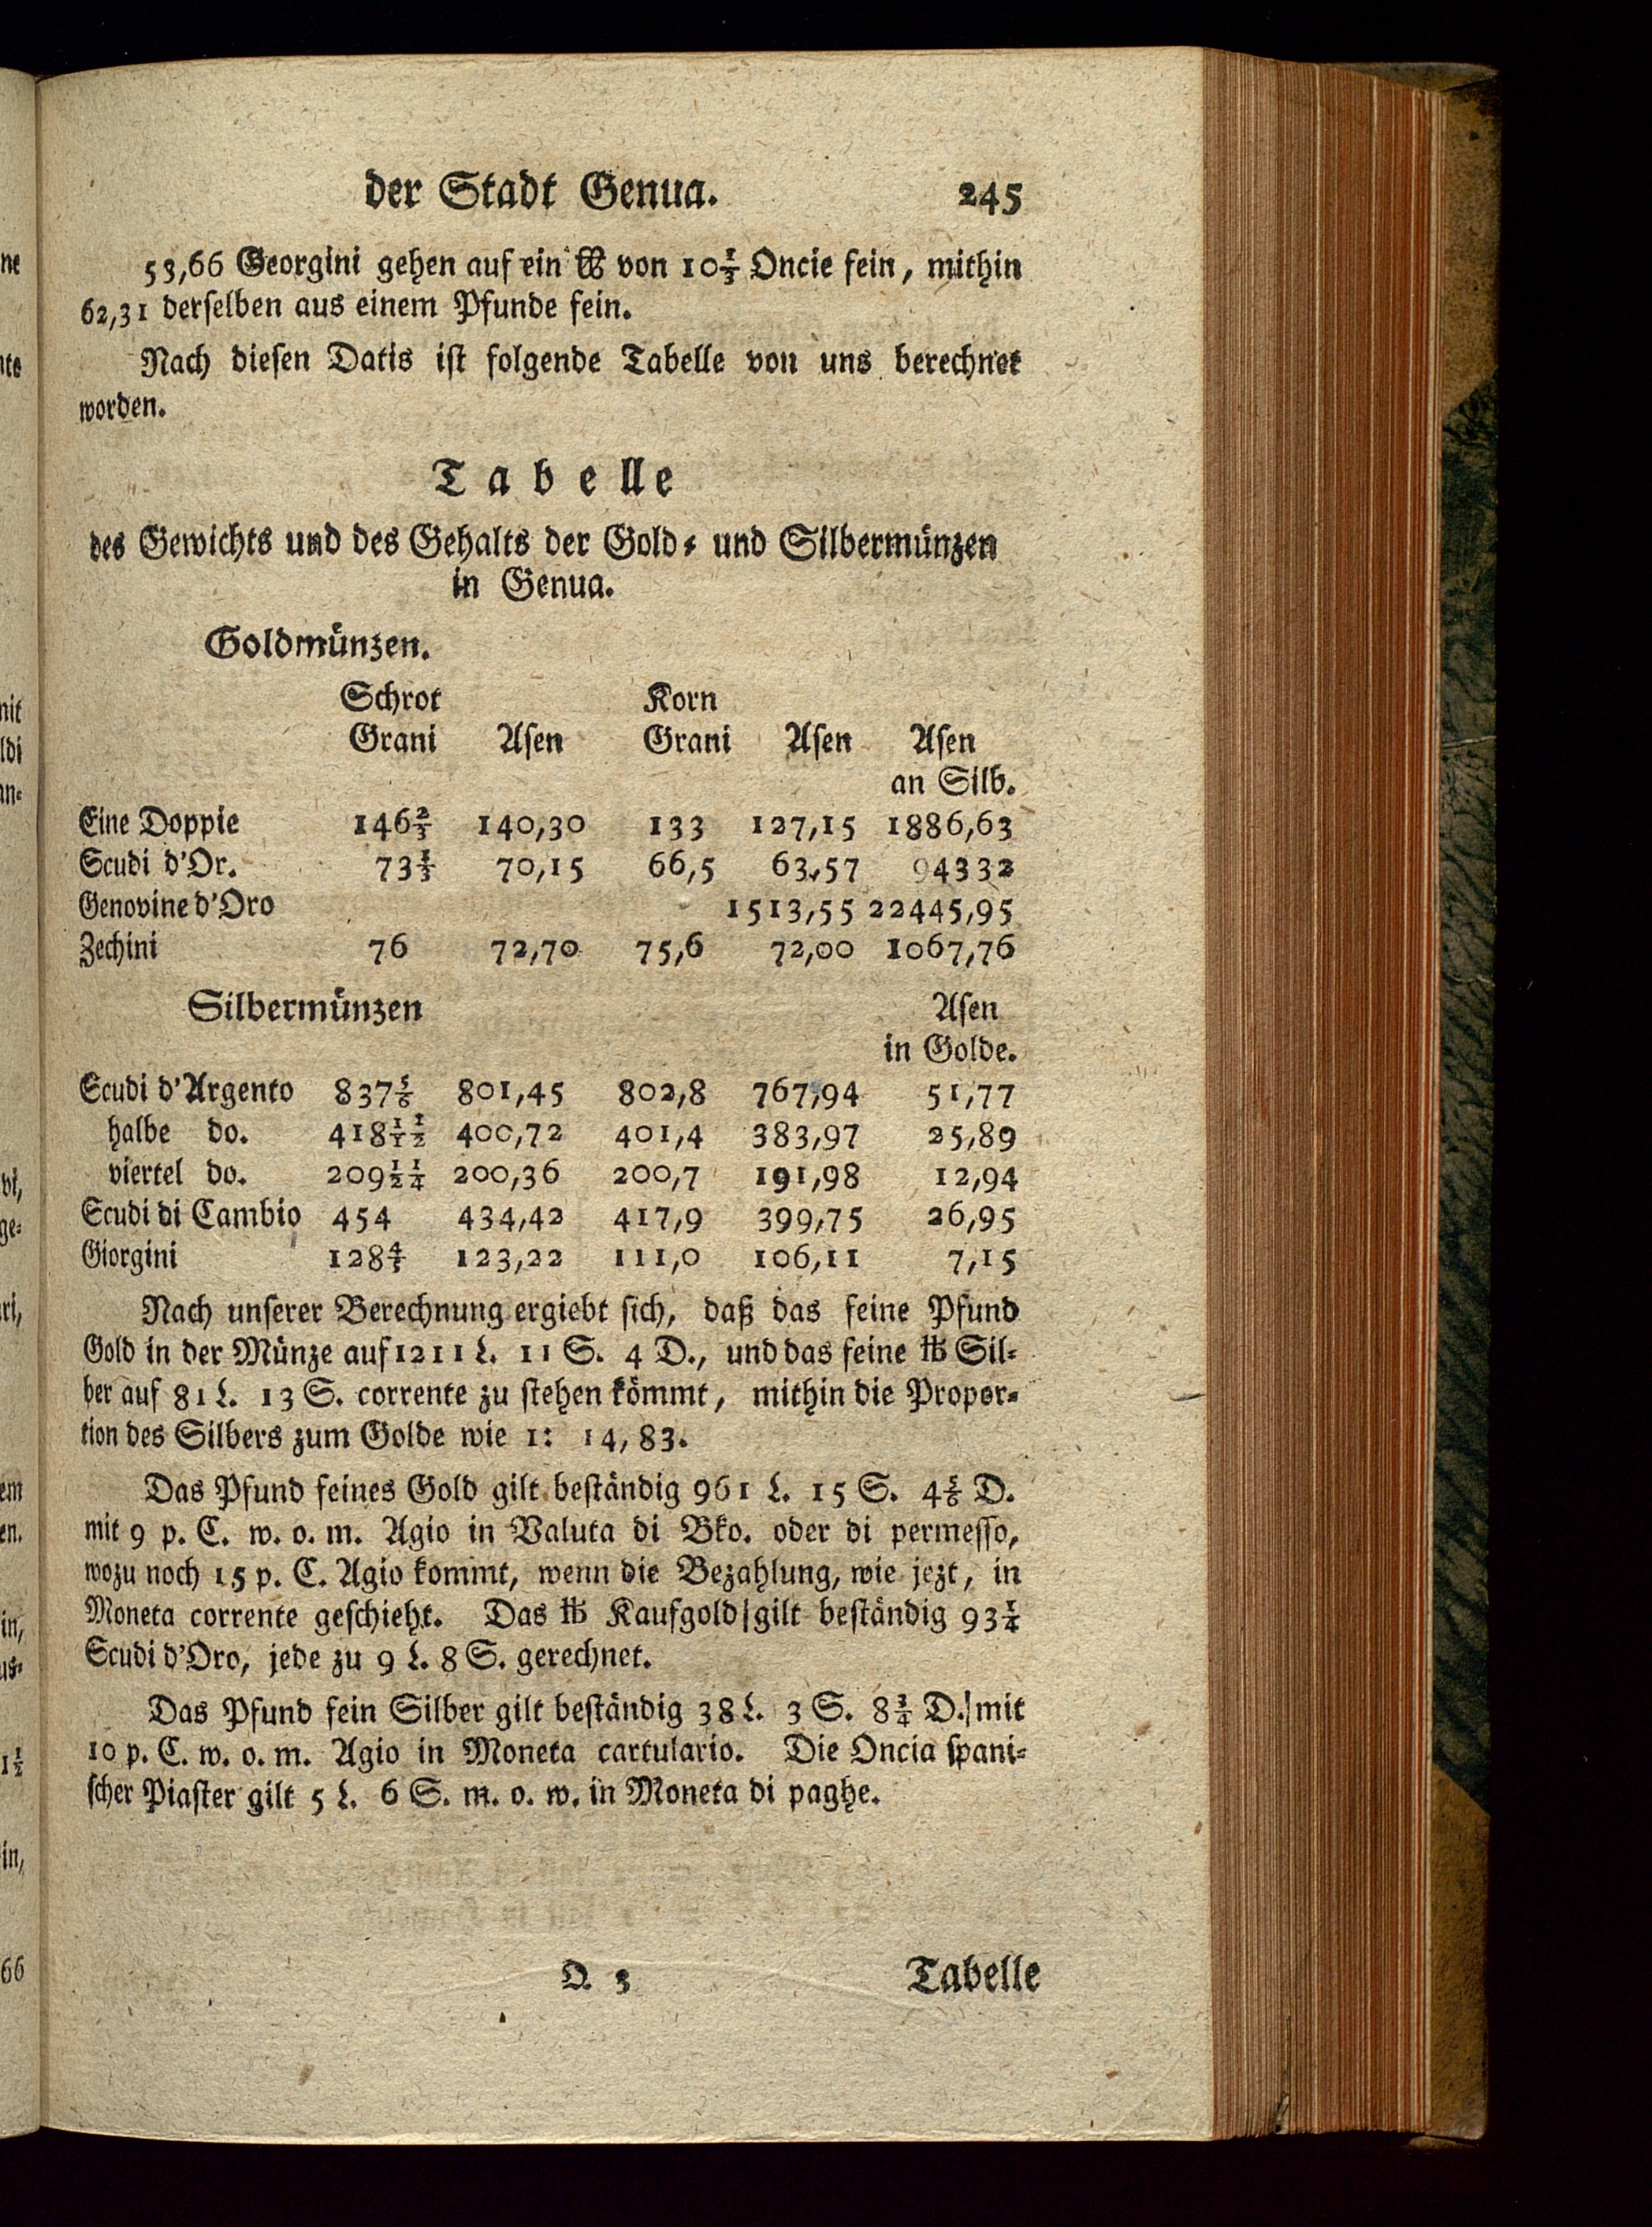 der Stadt Genua. 245
53,66 Georgini gehen auf ein ℔ von 10⅓ Oncie fein, mithin
62,31 derselben aus einem Pfunde fein.
Nach diesen Datis ist folgende Tabelle von uns berechnet
worden.
Tabelle
des Gewichts und des Gehalts der Gold- und Silbermünzen
in Genua.
Goldmünzen.
Schrot Korn
Grani Asen Grani Asen Asen
an Silb.
Eine Doppie 146⅔ 140,30 133 127,15 1886,63
Scudi d'Or. 73⅓ 70,15 66,5 63,57 94332
Genovine d'Oro 1513,55 22445,95
Zechini 76 72,70 75,6 72,00 1067,76
Silbermünzen Asen
in Golde.
Scudi d'Argento 837⅚ 801,45 802,8 767,94 51,77
halbe do. 418 11/12 400,72 401,4 383,97 25,89
viertel do. 209 11/24 200,36 200,7 191,98 12,94
Scudi di Cambio 454 434,42 417,9 399,75 26,95
Giorgini 128⅘ 123,22 111,0 106,11 7,15
Nach unserer Berechnung ergiebt sich, daß das feine Pfund
Gold in der Münze auf 1211 L. 11 S. 4 D., und das feine ℔ Sil-
ber auf 81 L. 13 S. corrente zu stehen kömmt, mithin die Propor-
tion des Silbers zum Golde wie 1: 14,83.
Das Pfund feines Gold gilt beständig 961 L. 15 S. 4⅚ D.
mit 9 p. C. w. o. m. Agio in Valuta di Bko. oder di permesso,
wozu noch 15 p. C. Agio kommt, wenn die Bezahlung, wie jezt, in
Moneta corrente geschieht. Das ℔ Kaufgold gilt beständig 93¼
Scudi d'Oro, jede zu 9 L. 8 S. gerechnet.
Das Pfund fein Silber gilt beständig 38 L. 3 S. 8¾ D. mit
10 p. C. w. o. m. Agio in Moneta cartulario. Die Oncia spani-
scher Piaster gilt 5 L. 6 S. m. o. w. in Moneta di paghe.
Q 3 Tabelle